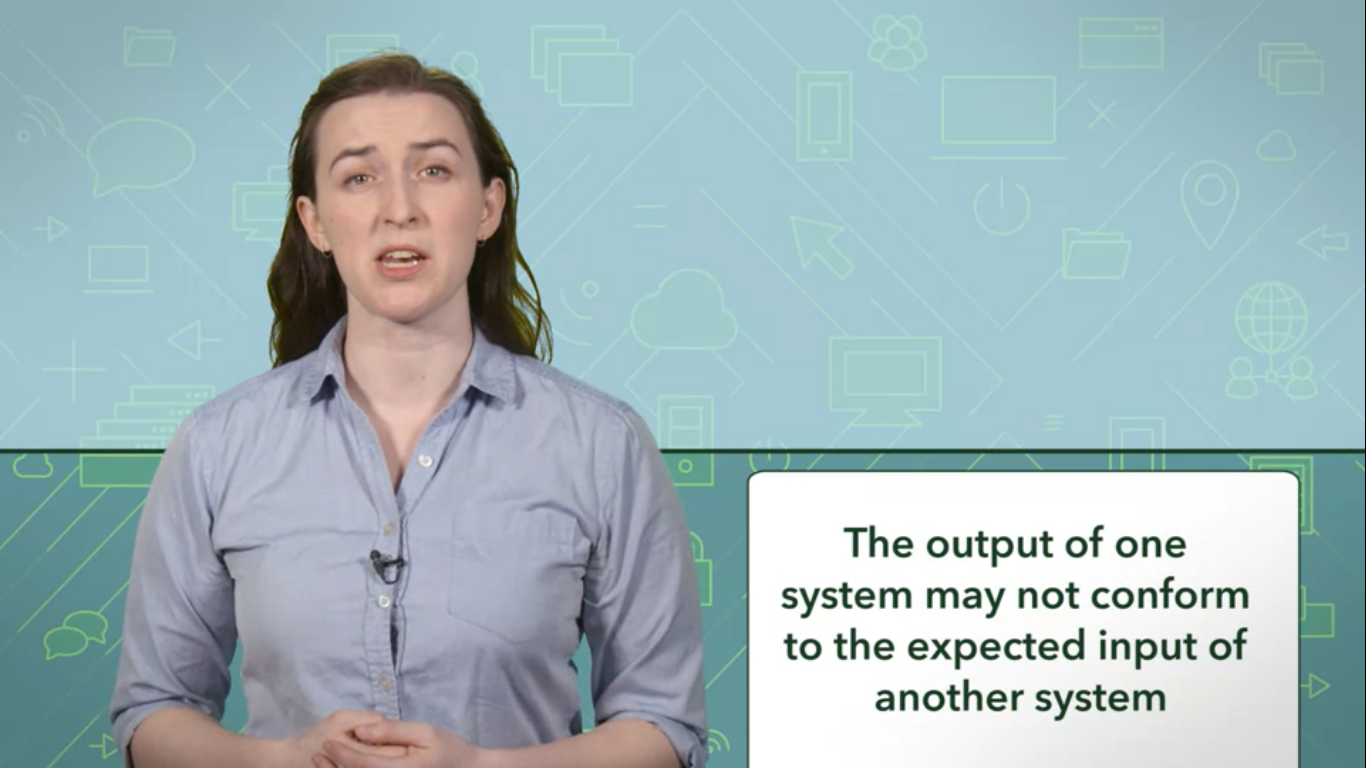 The output of one
system may not conform
to the expected input of
another system